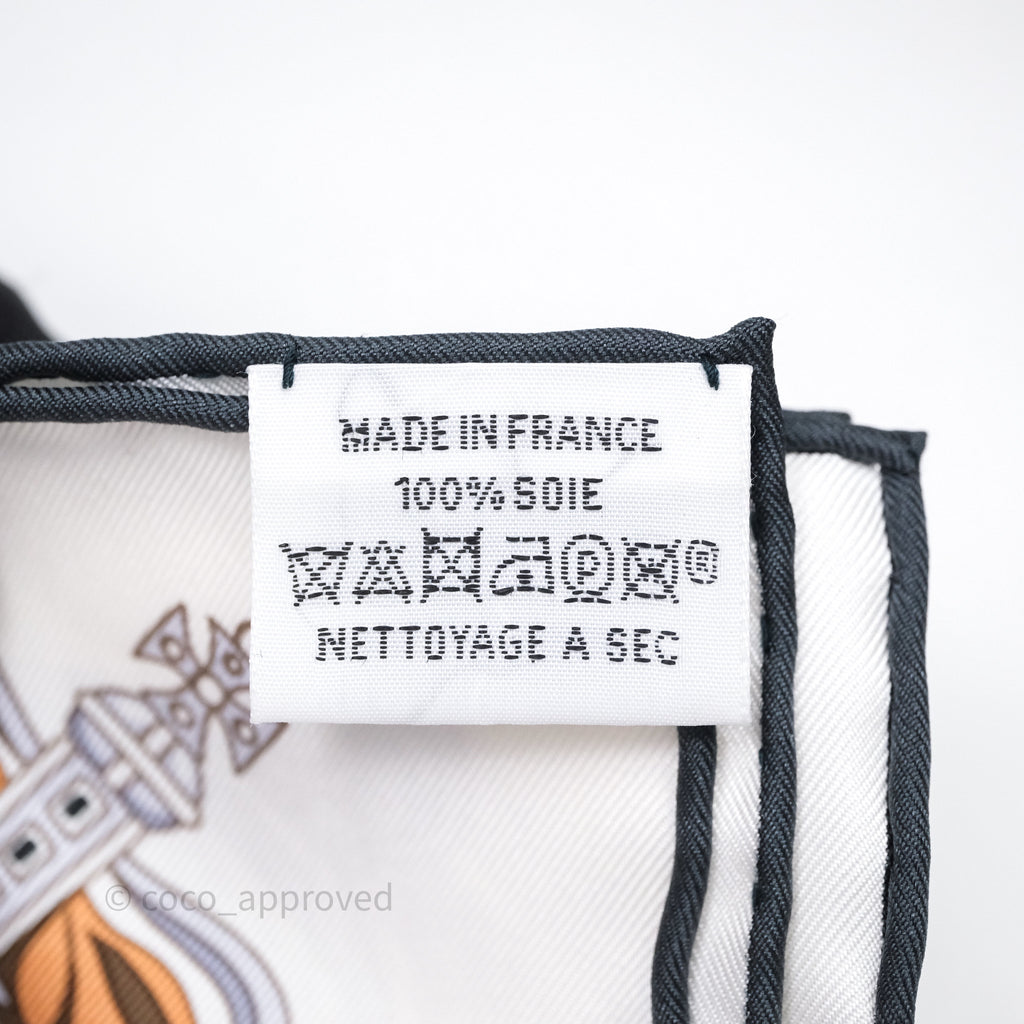 MADE IN FRANCE
100% SOIE
P ®
NETTOYAGE A SEC
© coco_approved